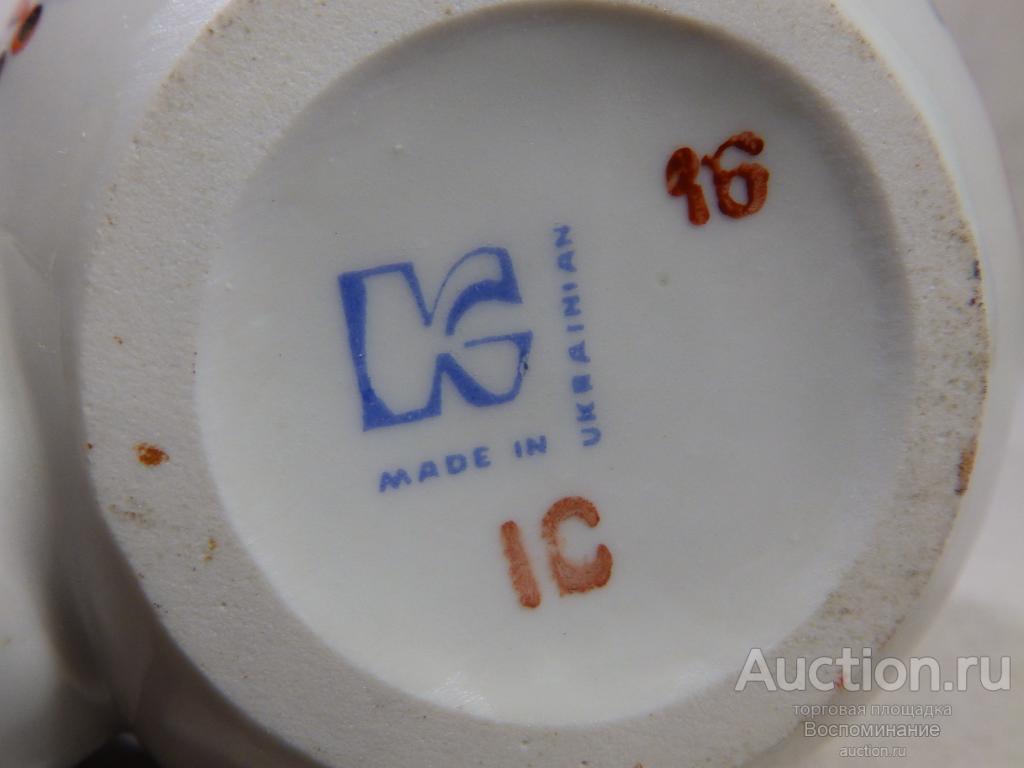 96
К
UKRAINIAN
MADE IN
1C
Auction.ru
торговая площадка
Воспоминание
auction.ru